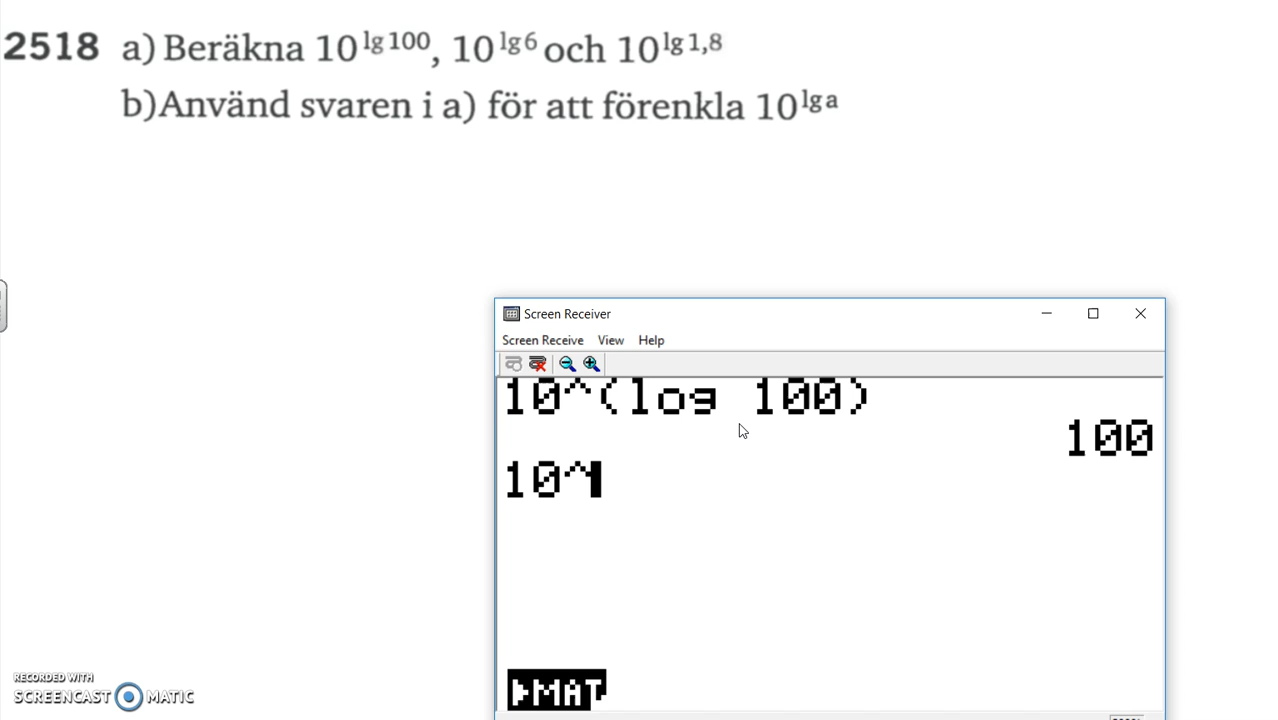 2518 a) Beräkna 10^lg 100, 10^lg 6 och 10^lg 1,8
b)Använd svaren i a) för att förenkla 10^lg a
Screen Receiver
Screen Receive View Help
10^(log 100)
100
10^
▶MAT
RECORDED WITH
SCREENCAST MATIC